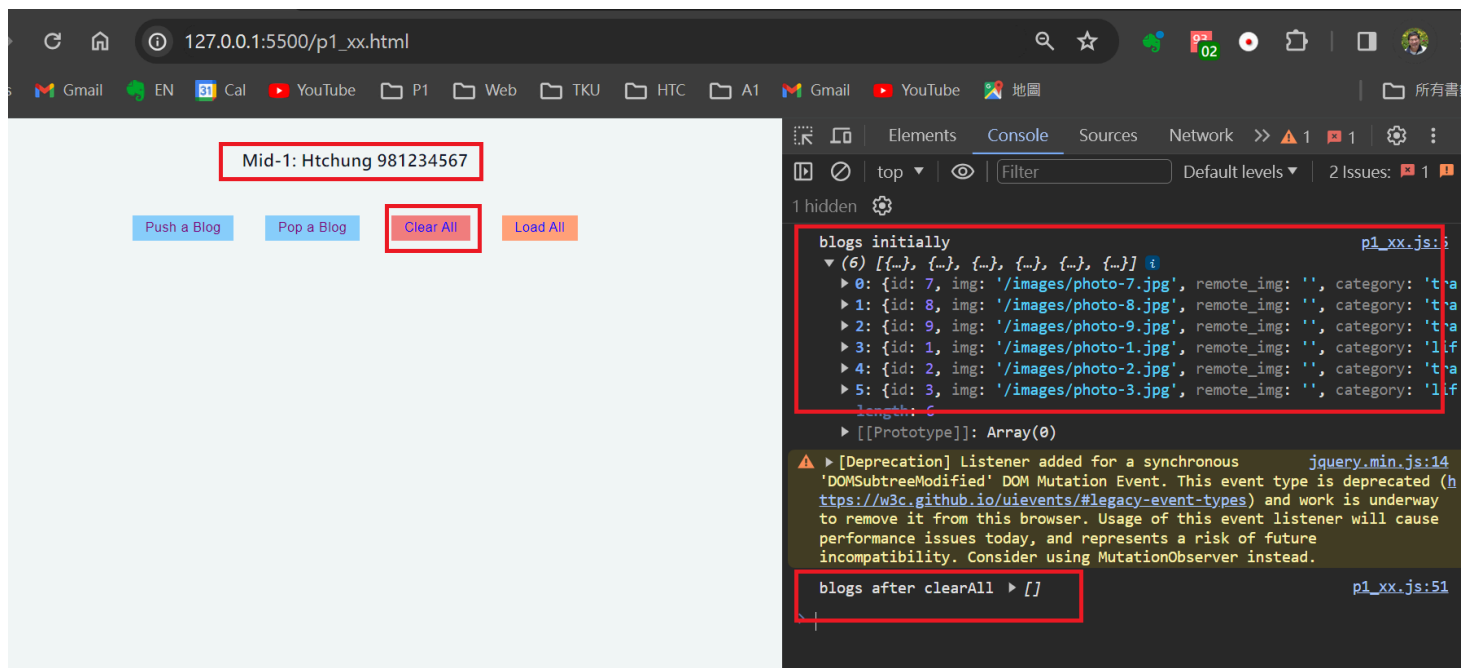 127.0.0.1:5500/p1_xx.html
02
s Gmail EN 31 Cal YouTube P1 Web TKU HTC A1 Gmail YouTube 地圖 所有書
Mid-1: Htchung 981234567
Push a Blog Pop a Blog Clear All Load All
Elements Console Sources Network 1 1
top Filter Default levels 2 Issues: 1
1 hidden
blogs initially p1_xx.js:5
(6) [{…}, {…}, {…}, {…}, {…}, {…}] i
0: {id: 7, img: '/images/photo-7.jpg', remote_img: '', category: 'tra
1: {id: 8, img: '/images/photo-8.jpg', remote_img: '', category: 'tra
2: {id: 9, img: '/images/photo-9.jpg', remote_img: '', category: 'tra
3: {id: 1, img: '/images/photo-1.jpg', remote_img: '', category: 'lif
4: {id: 2, img: '/images/photo-2.jpg', remote_img: '', category: 'tra
5: {id: 3, img: '/images/photo-3.jpg', remote_img: '', category: 'lif
length: 6
[[Prototype]]: Array(0)
[Deprecation] Listener added for a synchronous jquery.min.js:14
'DOMSubtreeModified' DOM Mutation Event. This event type is deprecated (h
ttps://w3c.github.io/uievents/#legacy-event-types) and work is underway
to remove it from this browser. Usage of this event listener will cause
performance issues today, and represents a risk of future
incompatibility. Consider using MutationObserver instead.
blogs after clearAll [] p1_xx.js:51